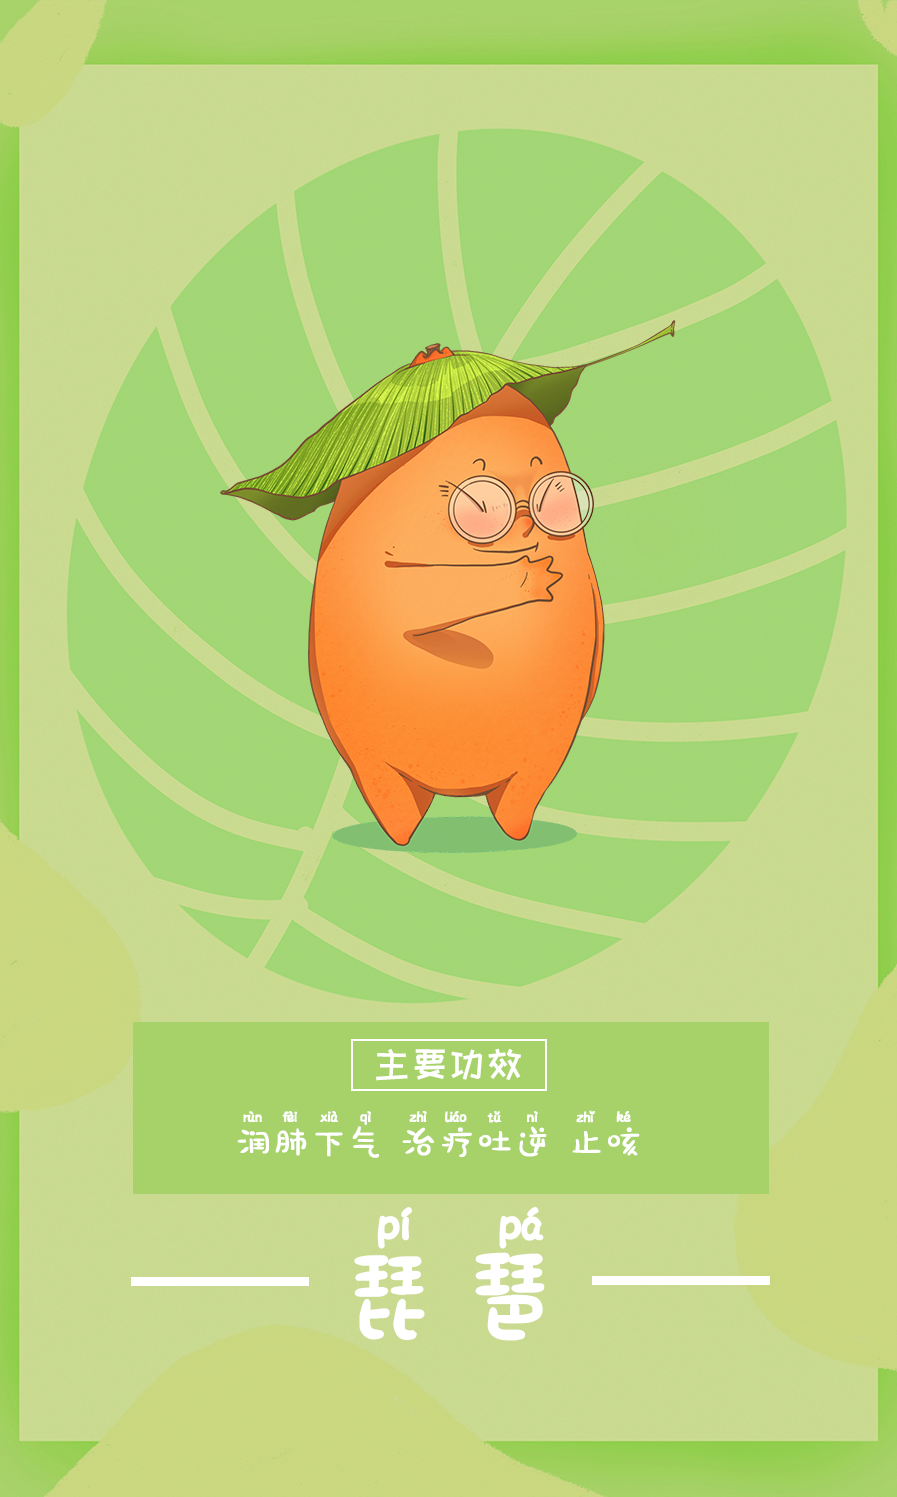 主要功效
rùn fèi xià qì zhì liáo tǔ nì zhǐ ké
润肺下气 治疗吐逆 止咳
pí pá
琵琶